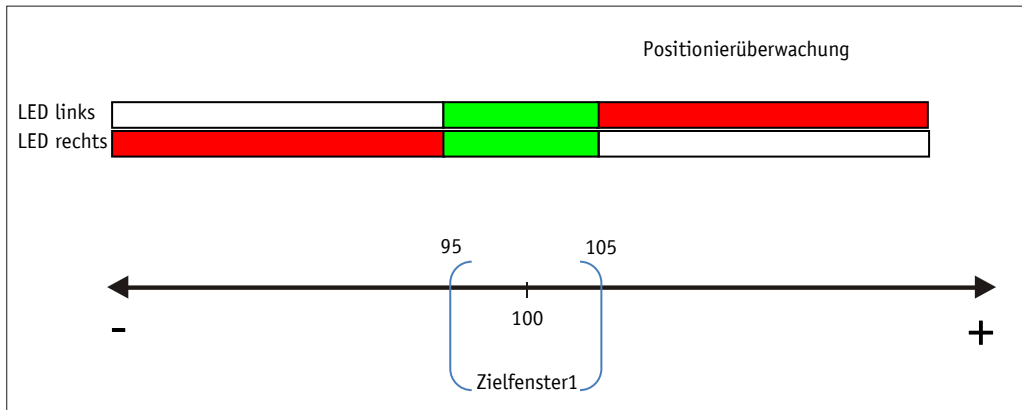 Positionierüberwachung
LED links
LED rechts
95 105
100
- +
Zielfenster1